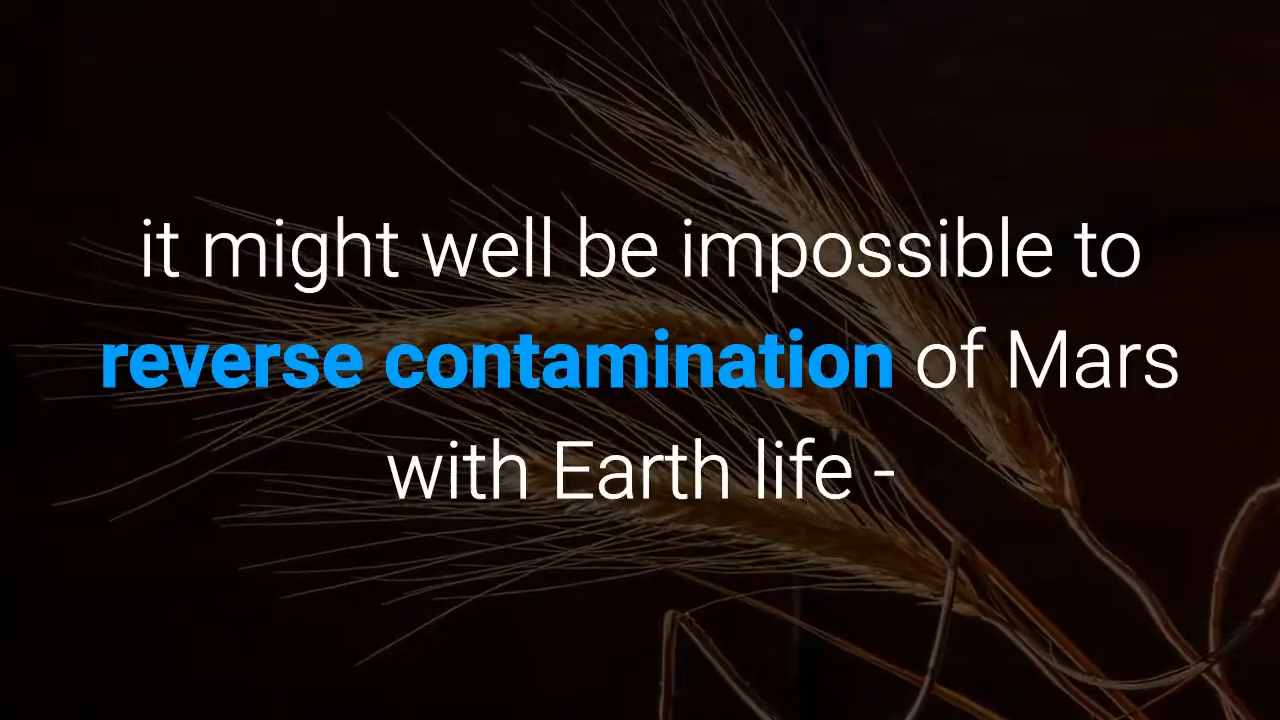 it might well be impossible to
reverse contamination of Mars
with Earth life -